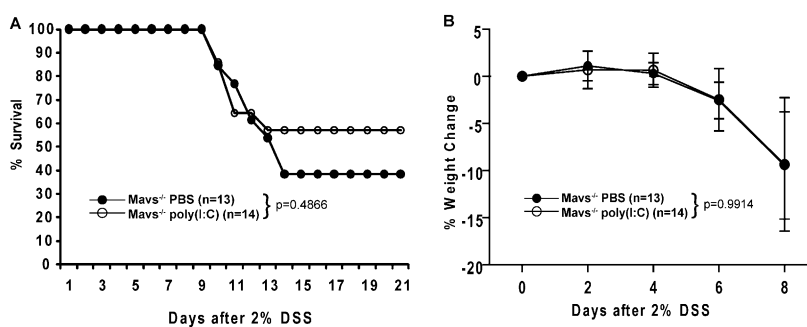 A
% Survival
100
90
80
70
60
50
40
30
20
10
0
Mavs-/- PBS (n=13)
Mavs-/- poly(I:C) (n=14)
p=0.4866
1 3 5 7 9 11 13 15 17 19 21
Days after 2% DSS
B
% Weight Change
5
0
-5
-10
-15
-20
Mavs-/- PBS (n=13)
Mavs-/- poly(I:C) (n=14)
p=0.9914
0 2 4 6 8
Days after 2% DSS